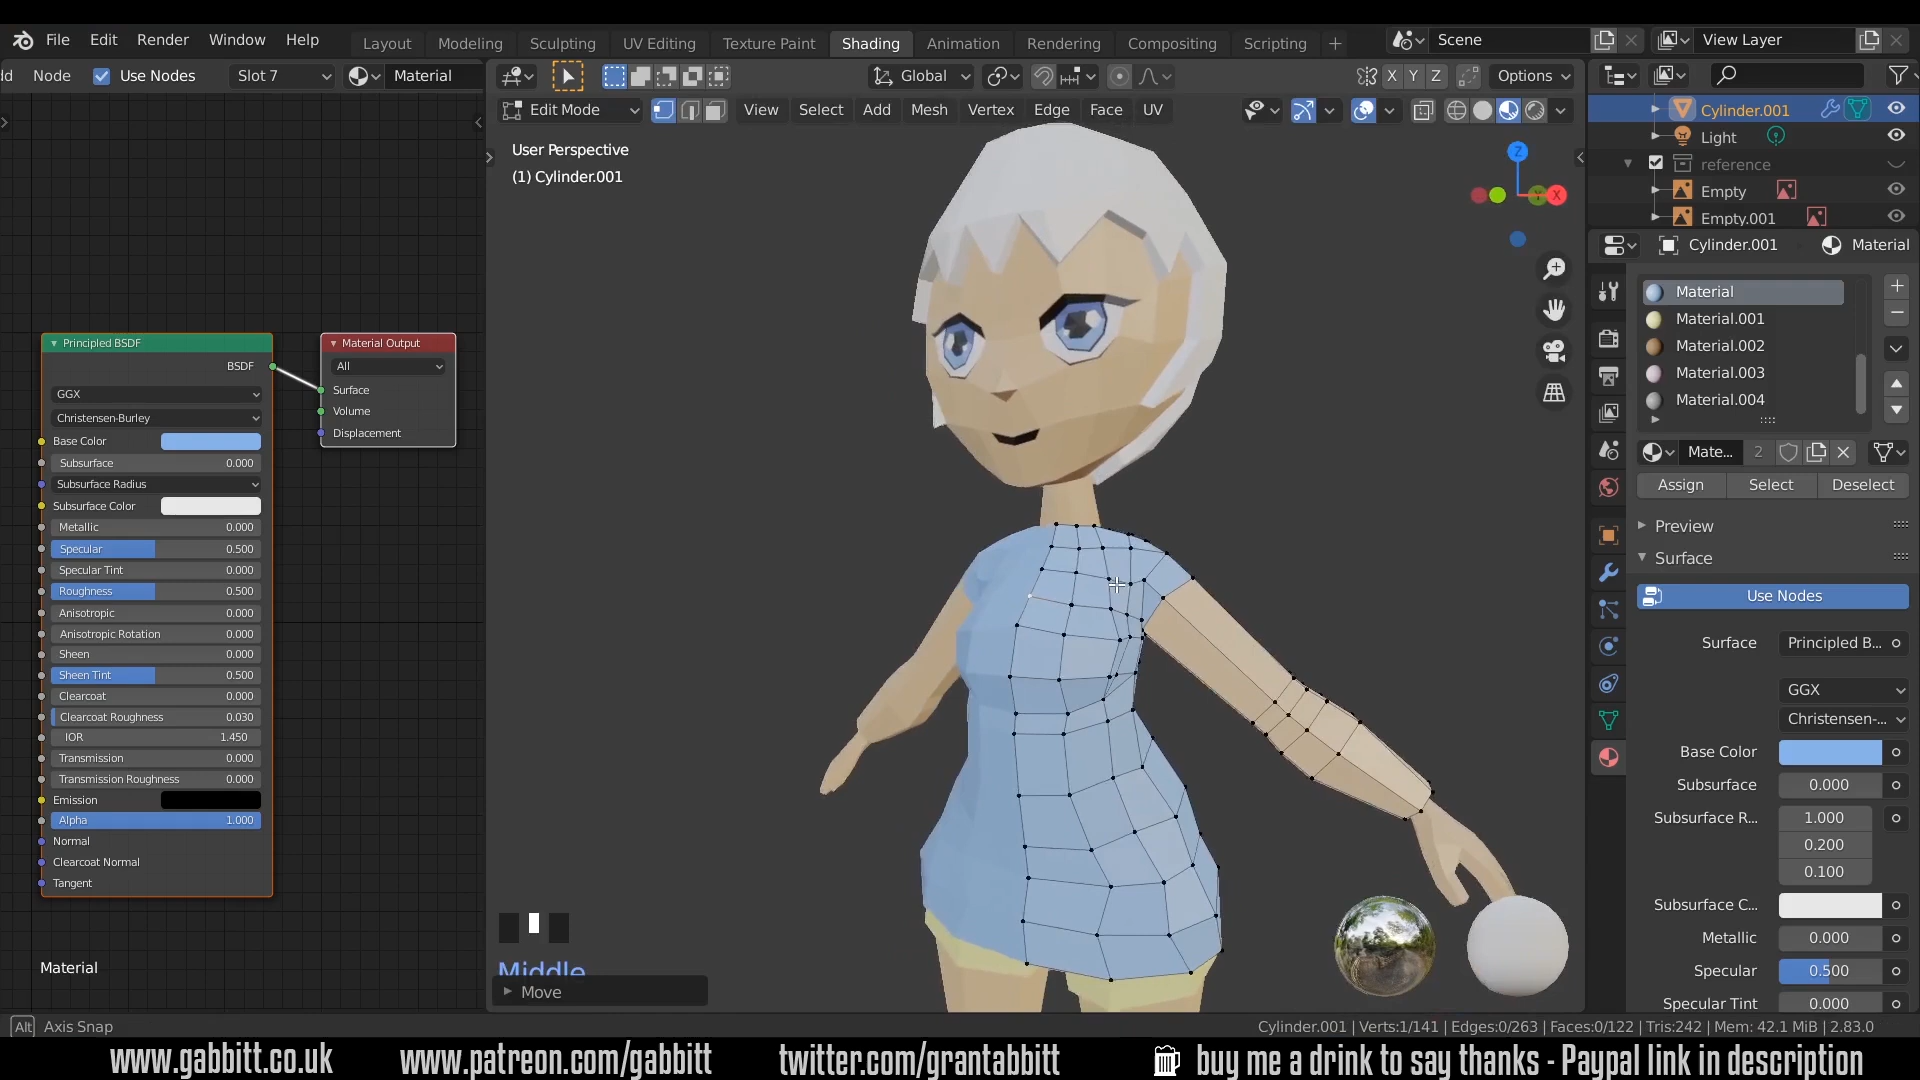 File Edit Render Window Help Layout Modeling Sculpting UV Editing Texture Paint Shading Animation Rendering Compositing Scripting Scene View Layer
Node Use Nodes Slot 7 Material Global X Y Z Options
Edit Mode View Select Add Mesh Vertex Edge Face UV
User Perspective
(1) Cylinder.001
Z
X
Y
Cylinder.001
Light
reference
Empty
Empty.001
Cylinder.001 Material
Material
Material.001
Material.002
Material.003
Material.004
Mate... 2
Assign Select Deselect
Preview
Surface
Use Nodes
Surface Principled B...
GGX
Christensen-...
Base Color
Subsurface 0.000
Subsurface R... 1.000
0.200
0.100
Subsurface C...
Metallic 0.000
Specular 0.500
Specular Tint 0.000
Principled BSDF
BSDF
GGX
Christensen-Burley
Base Color
Subsurface 0.000
Subsurface Radius
Subsurface Color
Metallic 0.000
Specular 0.500
Specular Tint 0.000
Roughness 0.500
Anisotropic 0.000
Anisotropic Rotation 0.000
Sheen 0.000
Sheen Tint 0.500
Clearcoat 0.000
Clearcoat Roughness 0.030
IOR 1.450
Transmission 0.000
Transmission Roughness 0.000
Emission
Alpha 1.000
Normal
Clearcoat Normal
Tangent
Material Output
All
Surface
Volume
Displacement
Material
Middle
Move
Alt Axis Snap
Cylinder.001 | Verts:1/141 | Edges:0/263 | Faces:0/122 | Tris:242 | Mem: 42.1 MiB | 2.83.0
www.gabbitt.co.uk www.patreon.com/gabbitt twitter.com/grantabbitt buy me a drink to say thanks - Paypal link in description